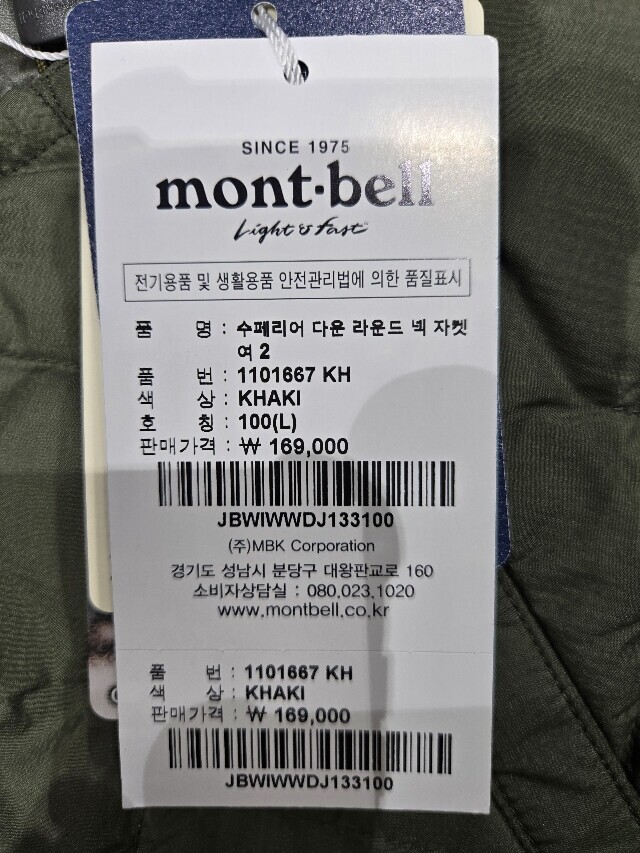 SINCE 1975
mont·bell
Light & Fast™
전기용품 및 생활용품 안전관리법에 의한 품질표시
품 명 : 수페리어 다운 라운드 넥 자켓
여 2
품 번 : 1101667 KH
색 상 : KHAKI
호 칭 : 100(L)
판매가격 : ₩ 169,000
JBWIWWDJ133100
(주)MBK Corporation
경기도 성남시 분당구 대왕판교로 160
소비자상담실 : 080.023.1020
www.montbell.co.kr
품 번 : 1101667 KH
색 상 : KHAKI
판매가격 : ₩ 169,000
JBWIWWDJ133100